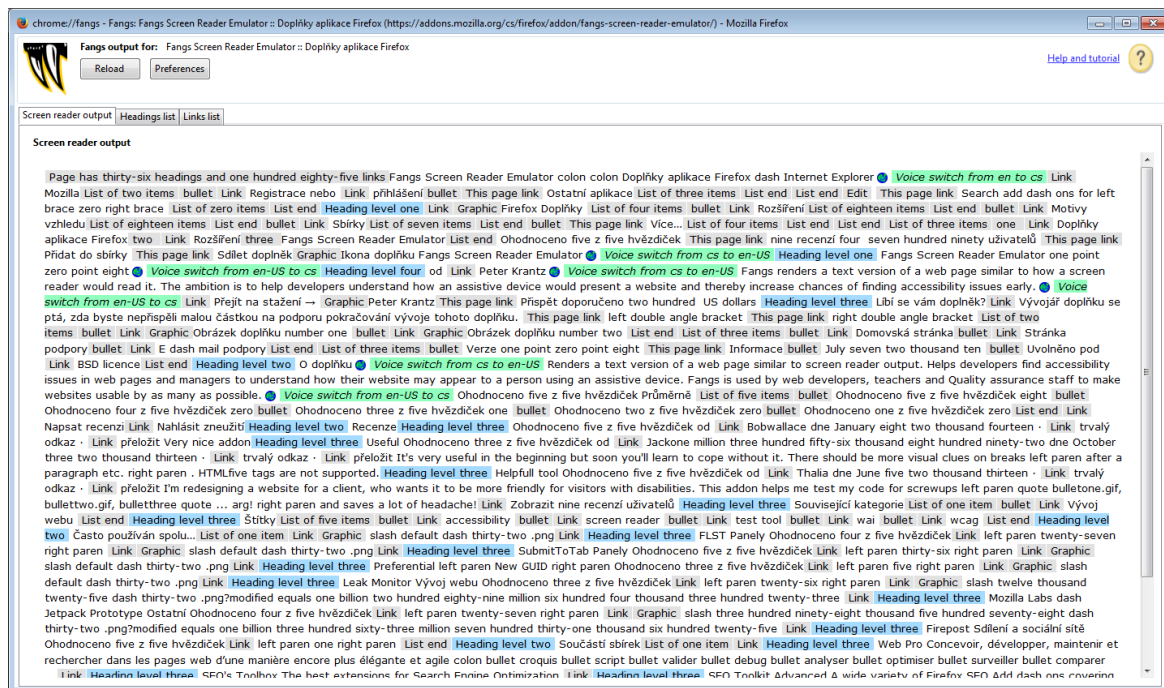 chrome://fangs - Fangs: Fangs Screen Reader Emulator :: Doplňky aplikace Firefox (https://addons.mozilla.org/cs/firefox/addon/fangs-screen-reader-emulator/) - Mozilla Firefox
Fangs output for: Fangs Screen Reader Emulator :: Doplňky aplikace Firefox
Reload Preferences
Help and tutorial ?
Screen reader output Headings list Links list
Screen reader output
Page has thirty-six headings and one hundred eighty-five links Fangs Screen Reader Emulator colon colon Doplňky aplikace Firefox dash Internet Explorer Voice switch from en to cs Link
Mozilla List of two items bullet Link Registrace nebo Link přihlášení bullet This page link Ostatní aplikace List of three items List end List end Edit This page link Search add dash ons for left
brace zero right brace List of zero items List end Heading level one Link Graphic Firefox Doplňky List of four items bullet Link Rozšíření List of eighteen items List end bullet Link Motivy
vzhledu List of eighteen items List end bullet Link Sbírky List of seven items List end bullet This page link Více... List of four items List end List end List of three items one Link Doplňky
aplikace Firefox two Link Rozšíření three Fangs Screen Reader Emulator List end Ohodnoceno five z five hvězdiček This page link nine recenzí four seven hundred ninety uživatelů This page link
Přidat do sbírky This page link Sdílet doplněk Graphic Ikona doplňku Fangs Screen Reader Emulator Voice switch from cs to en-US Heading level one Fangs Screen Reader Emulator one point
zero point eight Voice switch from en-US to cs Heading level four od Link Peter Krantz Voice switch from cs to en-US Fangs renders a text version of a web page similar to how a screen
reader would read it. The ambition is to help developers understand how an assistive device would present a website and thereby increase chances of finding accessibility issues early. Voice
switch from en-US to cs Link Přejít na stažení → Graphic Peter Krantz This page link Přispět doporučeno two hundred US dollars Heading level three Líbí se vám doplněk? Link Vývojář doplňku se
ptá, zda byste nepřispěli malou částkou na podporu pokračování vývoje tohoto doplňku. This page link left double angle bracket This page link right double angle bracket List of two
items bullet Link Graphic Obrázek doplňku number one bullet Link Graphic Obrázek doplňku number two List end List of three items bullet Link Domovská stránka bullet Link Stránka
podpory bullet Link E dash mail podpory List end List of three items bullet Verze one point zero point eight This page link Informace bullet July seven two thousand ten bullet Uvolněno pod
Link BSD licence List end Heading level two O doplňku Voice switch from cs to en-US Renders a text version of a web page similar to screen reader output. Helps developers find accessibility
issues in web pages and managers to understand how their website may appear to a person using an assistive device. Fangs is used by web developers, teachers and Quality assurance staff to make
websites usable by as many as possible. Voice switch from en-US to cs Ohodnoceno five z five hvězdiček Průměrně List of five items bullet Ohodnoceno five z five hvězdiček eight bullet
Ohodnoceno four z five hvězdiček zero bullet Ohodnoceno three z five hvězdiček one bullet Ohodnoceno two z five hvězdiček zero bullet Ohodnoceno one z five hvězdiček zero List end Link
Napsat recenzi Link Nahlásit zneužití Heading level two Recenze Heading level three Ohodnoceno five z five hvězdiček od Link Bobwallace dne January eight two thousand fourteen · Link trvalý
odkaz · Link přeložit Very nice addon Heading level three Useful Ohodnoceno three z five hvězdiček od Link Jackone million three hundred fifty-six thousand eight hundred ninety-two dne October
three two thousand thirteen · Link trvalý odkaz · Link přeložit It's very useful in the beginning but soon you'll learn to cope without it. There should be more visual clues on breaks left paren after a
paragraph etc. right paren . HTMLfive tags are not supported. Heading level three Helpfull tool Ohodnoceno five z five hvězdiček od Link Thalia dne June five two thousand thirteen · Link trvalý
odkaz · Link přeložit I'm redesigning a website for a client, who wants it to be more friendly for visitors with disabilities. This addon helps me test my code for screwups left paren quote bulletone.gif,
bullettwo.gif, bulletthree quote ... arg! right paren and saves a lot of headache! Link Zobrazit nine recenzí uživatelů Heading level three Související kategorie List of one item bullet Link Vývoj
webu List end Heading level three Štítky List of five items bullet Link accessibility bullet Link screen reader bullet Link test tool bullet Link wai bullet Link wcag List end Heading level
two Často používán spolu... List of one item Link Graphic slash default dash thirty-two .png Link Heading level three FLST Panely Ohodnoceno four z five hvězdiček Link left paren twenty-seven
right paren Link Graphic slash default dash thirty-two .png Link Heading level three SubmitToTab Panely Ohodnoceno five z five hvězdiček Link left paren thirty-six right paren Link Graphic
slash default dash thirty-two .png Link Heading level three Preferential left paren New GUID right paren Ohodnoceno three z five hvězdiček Link left paren five right paren Link Graphic slash
default dash thirty-two .png Link Heading level three Leak Monitor Vývoj webu Ohodnoceno three z five hvězdiček Link left paren twenty-six right paren Link Graphic slash twelve thousand
twenty-five dash thirty-two .png?modified equals one billion two hundred eighty-nine million six hundred four thousand three hundred twenty-three Link Heading level three Mozilla Labs dash
Jetpack Prototype Ostatní Ohodnoceno four z five hvězdiček Link left paren twenty-seven right paren Link Graphic slash three hundred ninety-eight thousand five hundred seventy-eight dash
thirty-two .png?modified equals one billion three hundred sixty-three million seven hundred thirty-one thousand six hundred twenty-five Link Heading level three Firepost Sdílení a sociální sítě
Ohodnoceno five z five hvězdiček Link left paren one right paren List end Heading level two Součástí sbírek List of one item Link Heading level three Web Pro Concevoir, développer, maintenir et
rechercher dans les pages web d'une manière encore plus élégante et agile colon bullet croquis bullet script bullet valider bullet debug bullet analyser bullet optimiser bullet surveiller bullet comparer
Link Heading level three SEO's Toolbox The best extensions for Search Engine Optimization Link Heading level three SEO Toolkit Advanced A wide variety of Firefox SEO Add dash ons covering